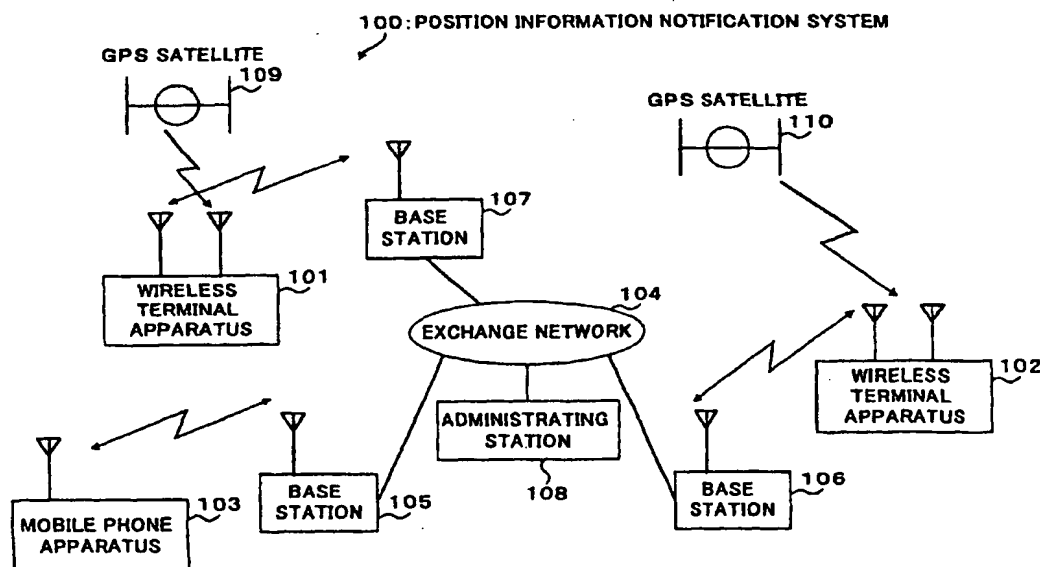 100: POSITION INFORMATION NOTIFICATION SYSTEM
GPS SATELLITE
109
GPS SATELLITE
110
107
BASE
STATION
101
WIRELESS
TERMINAL
APPARATUS
104
EXCHANGE NETWORK
102
WIRELESS
TERMINAL
APPARATUS
ADMINISTRATING
STATION
108
103
MOBILE PHONE
APPARATUS
BASE
STATION
105
BASE
STATION
106